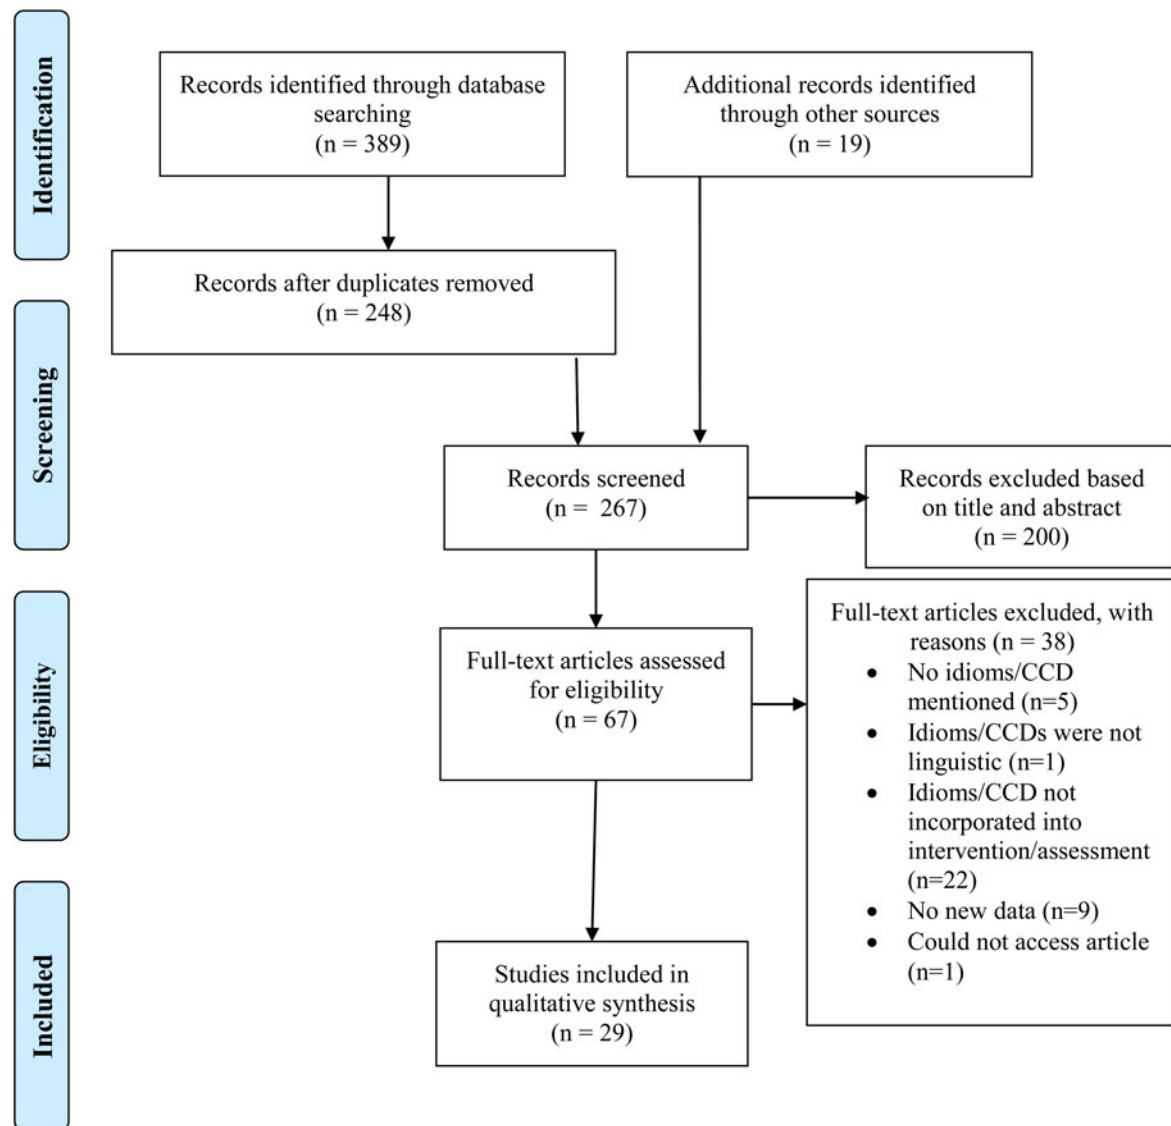 Identification
Records identified through database
searching
(n = 389)
Additional records identified
through other sources
(n = 19)
Records after duplicates removed
(n = 248)
Screening
Records screened
(n =  267)
Records excluded based
on title and abstract
(n = 200)
Eligibility
Full-text articles assessed
for eligibility
(n = 67)
Full-text articles excluded, with
reasons (n = 38)
• No idioms/CCD
mentioned (n=5)
• Idioms/CCDs were not
linguistic (n=1)
• Idioms/CCD not
incorporated into
intervention/assessment
(n=22)
• No new data (n=9)
• Could not access article
(n=1)
Included
Studies included in
qualitative synthesis
(n = 29)